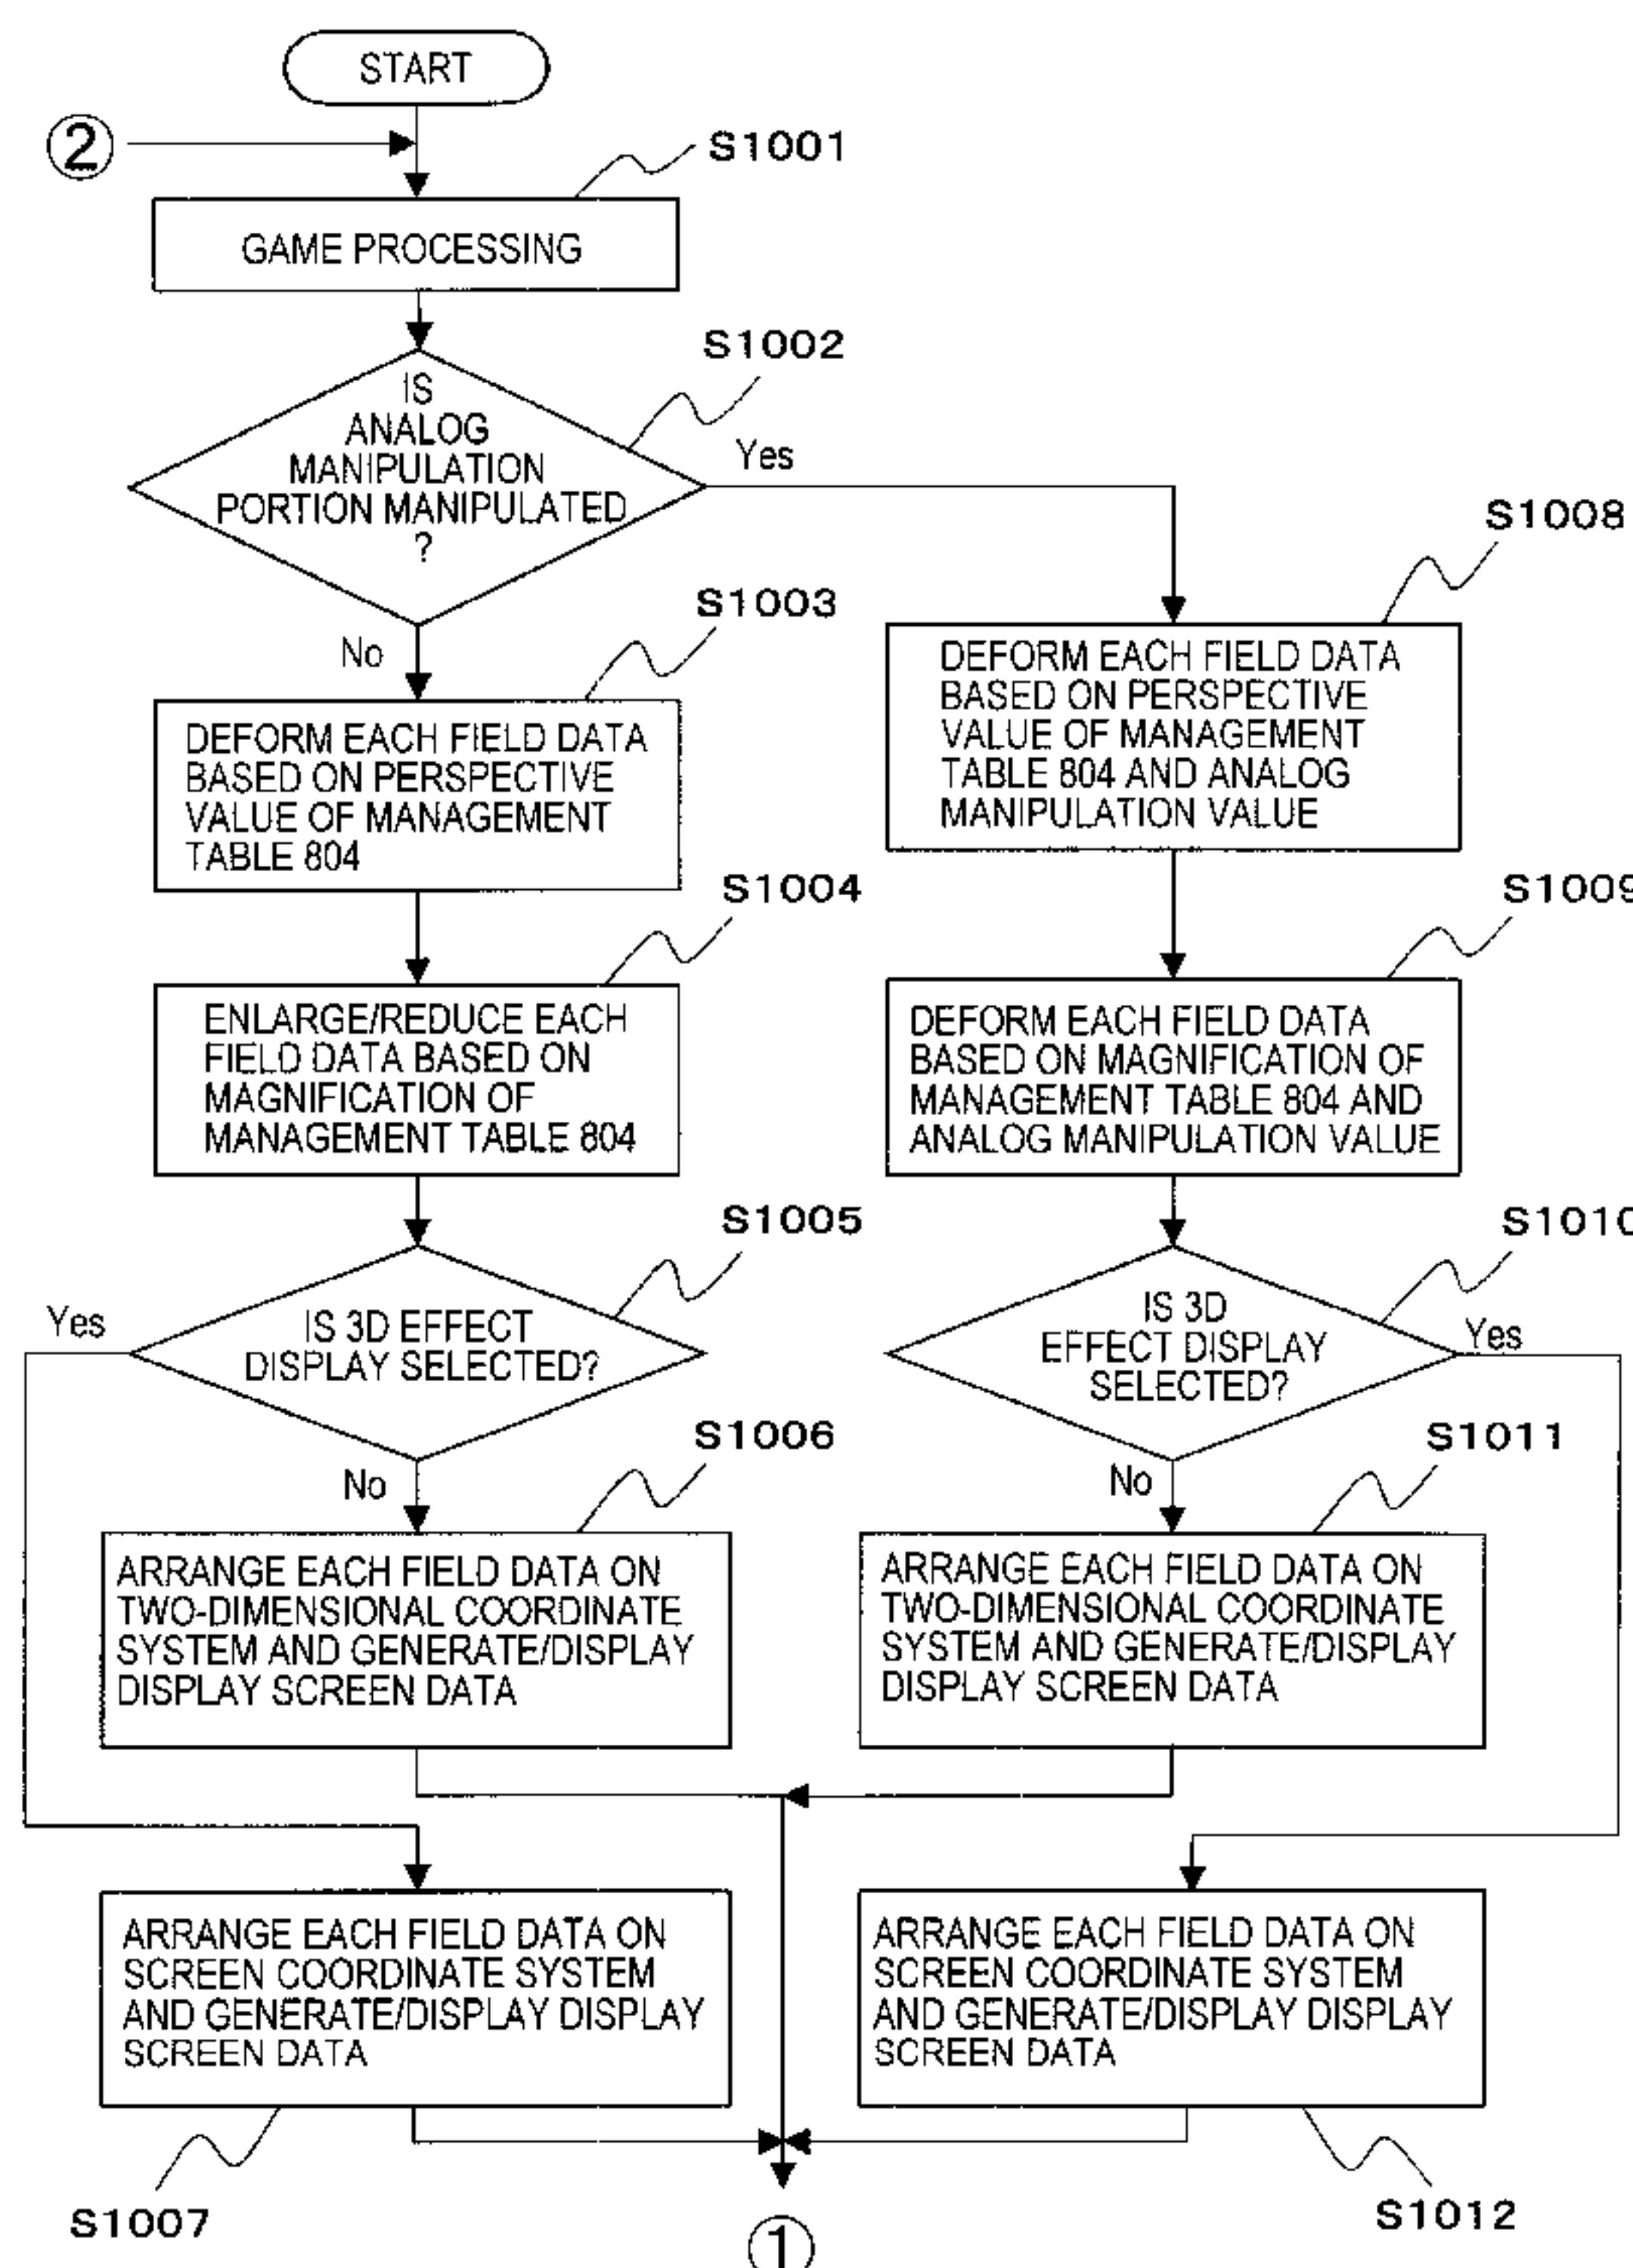 START
②
S1001
GAME PROCESSING
S1002
IS
ANALOG
MANIPULATION
PORTION MANIPULATED
?
Yes
No
S1003
DEFORM EACH FIELD DATA
BASED ON PERSPECTIVE
VALUE OF MANAGEMENT
TABLE 804
S1004
ENLARGE/REDUCE EACH
FIELD DATA BASED ON
MAGNIFICATION OF
MANAGEMENT TABLE 804
S1005
IS 3D EFFECT
DISPLAY SELECTED?
Yes
No
S1006
ARRANGE EACH FIELD DATA ON
TWO-DIMENSIONAL COORDINATE
SYSTEM AND GENERATE/DISPLAY
DISPLAY SCREEN DATA
ARRANGE EACH FIELD DATA ON
SCREEN COORDINATE SYSTEM
AND GENERATE/DISPLAY DISPLAY
SCREEN DATA
S1007
S1008
DEFORM EACH FIELD DATA
BASED ON PERSPECTIVE
VALUE OF MANAGEMENT
TABLE 804 AND ANALOG
MANIPULATION VALUE
S1009
DEFORM EACH FIELD DATA
BASED ON MAGNIFICATION OF
MANAGEMENT TABLE 804 AND
ANALOG MANIPULATION VALUE
S1010
IS 3D
EFFECT DISPLAY
SELECTED?
Yes
No
S1011
ARRANGE EACH FIELD DATA ON
TWO-DIMENSIONAL COORDINATE
SYSTEM AND GENERATE/DISPLAY
DISPLAY SCREEN DATA
ARRANGE EACH FIELD DATA ON
SCREEN COORDINATE SYSTEM
AND GENERATE/DISPLAY DISPLAY
SCREEN DATA
S1012
①